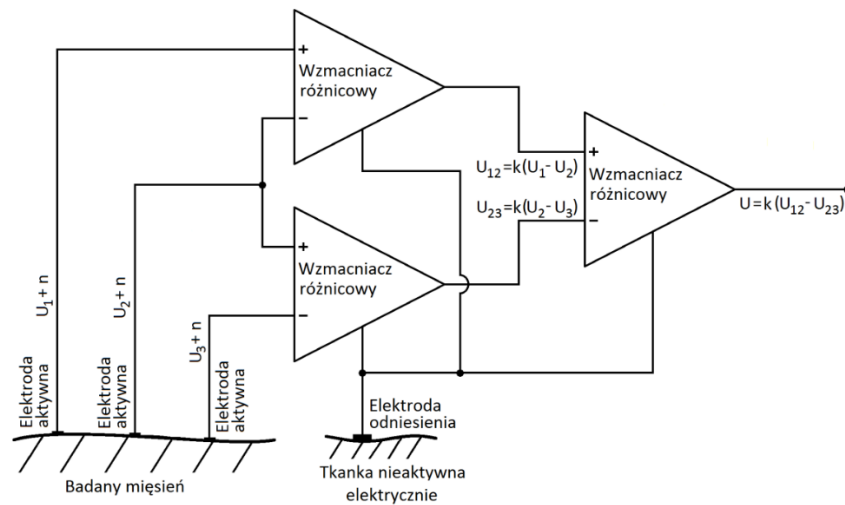 +
Wzmacniacz
różnicowy
−
U₁₂=k(U₁- U₂)
+
Wzmacniacz
różnicowy
U=k(U₁₂- U₂₃)
U₂₃=k(U₂ - U₃)
−
+
Wzmacniacz
różnicowy
−
U₁+ n
U₂+ n
U₃+ n
Elektroda
aktywna
Elektroda
aktywna
Elektroda
aktywna
Elektroda
odniesienia
Badany mięsień
Tkanka nieaktywna
elektrycznie